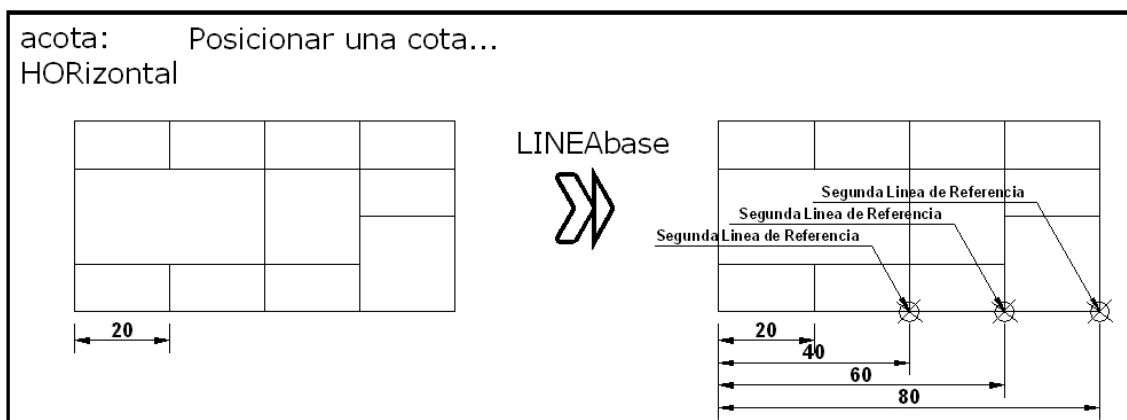 acota: Posicionar una cota...
HORizontal
LINEAbase
Segunda Linea de Referencia
Segunda Linea de Referencia
Segunda Linea de Referencia
20
20
40
60
80